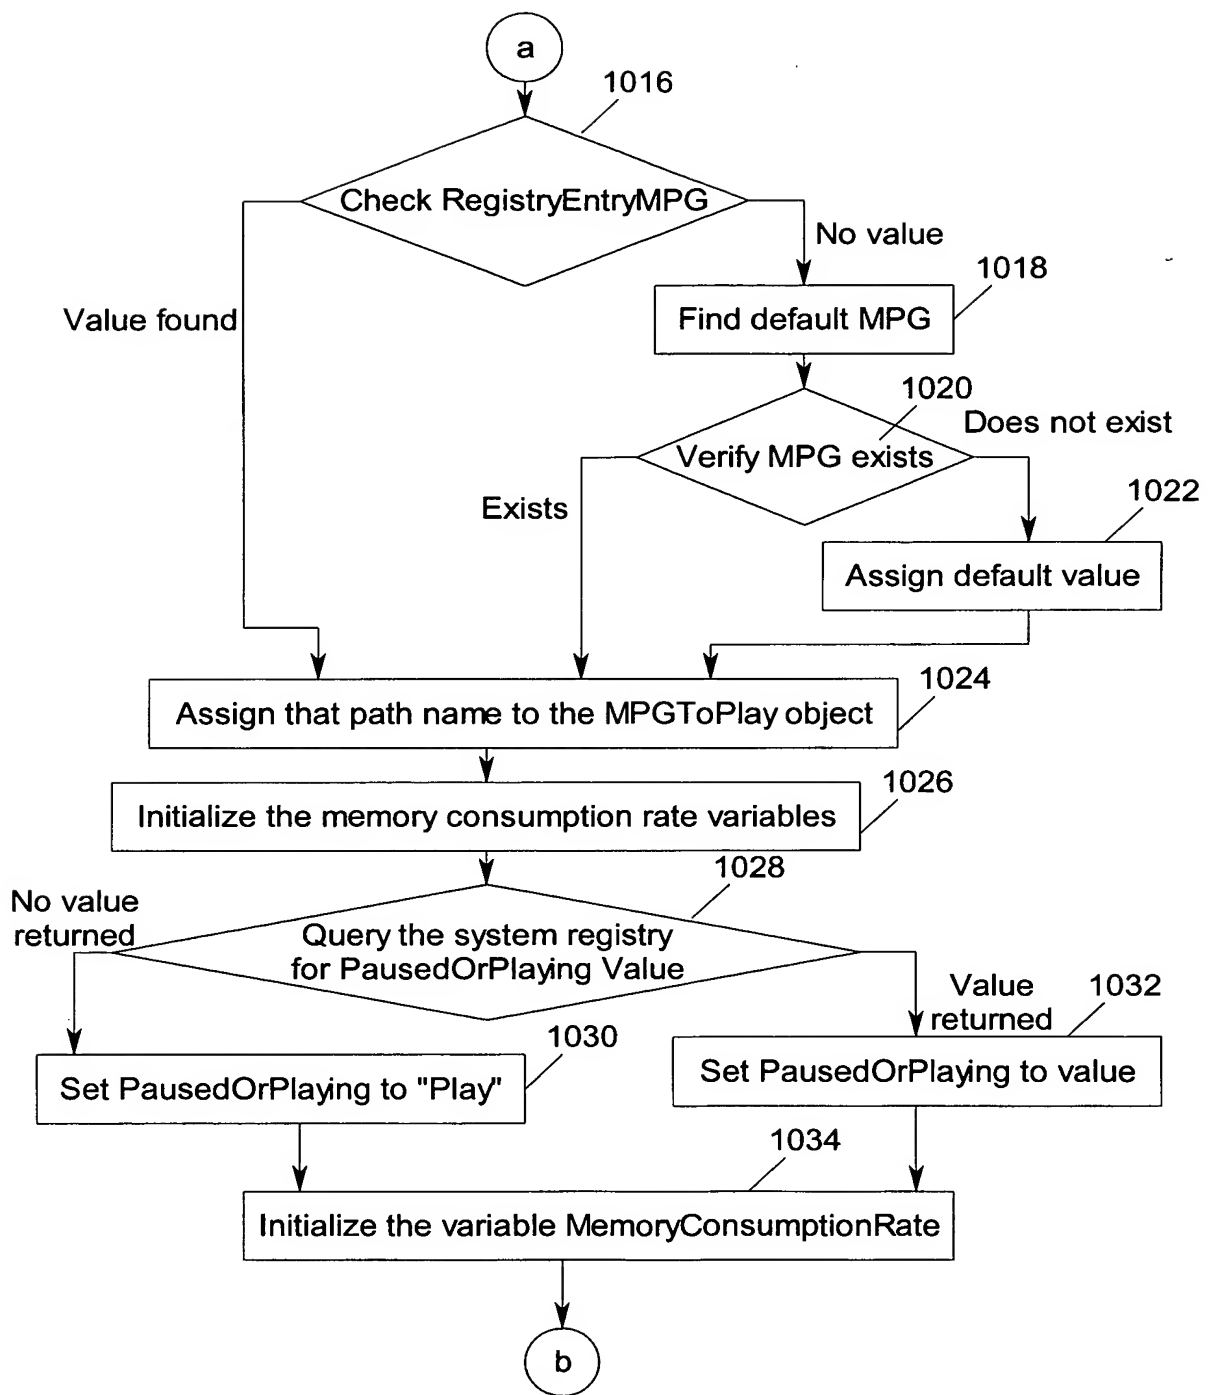 a
1016
Check RegistryEntryMPG
No value
1018
Value found
Find default MPG
1020
Does not exist
Verify MPG exists
1022
Exists
Assign default value
1024
Assign that path name to the MPGToPlay object
1026
Initialize the memory consumption rate variables
1028
No value
returned
Query the system registry
for PausedOrPlaying Value
Value
returned
1032
1030
Set PausedOrPlaying to "Play"
Set PausedOrPlaying to value
1034
Initialize the variable MemoryConsumptionRate
b